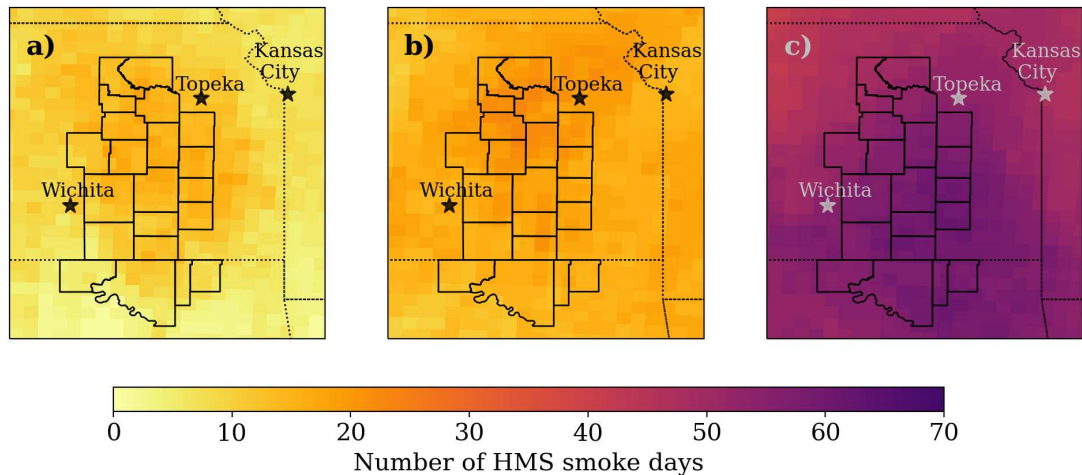 a)
Kansas
City
Topeka
Wichita
b)
Kansas
City
Topeka
Wichita
c)
Kansas
City
Topeka
Wichita
0 10 20 30 40 50 60 70
Number of HMS smoke days